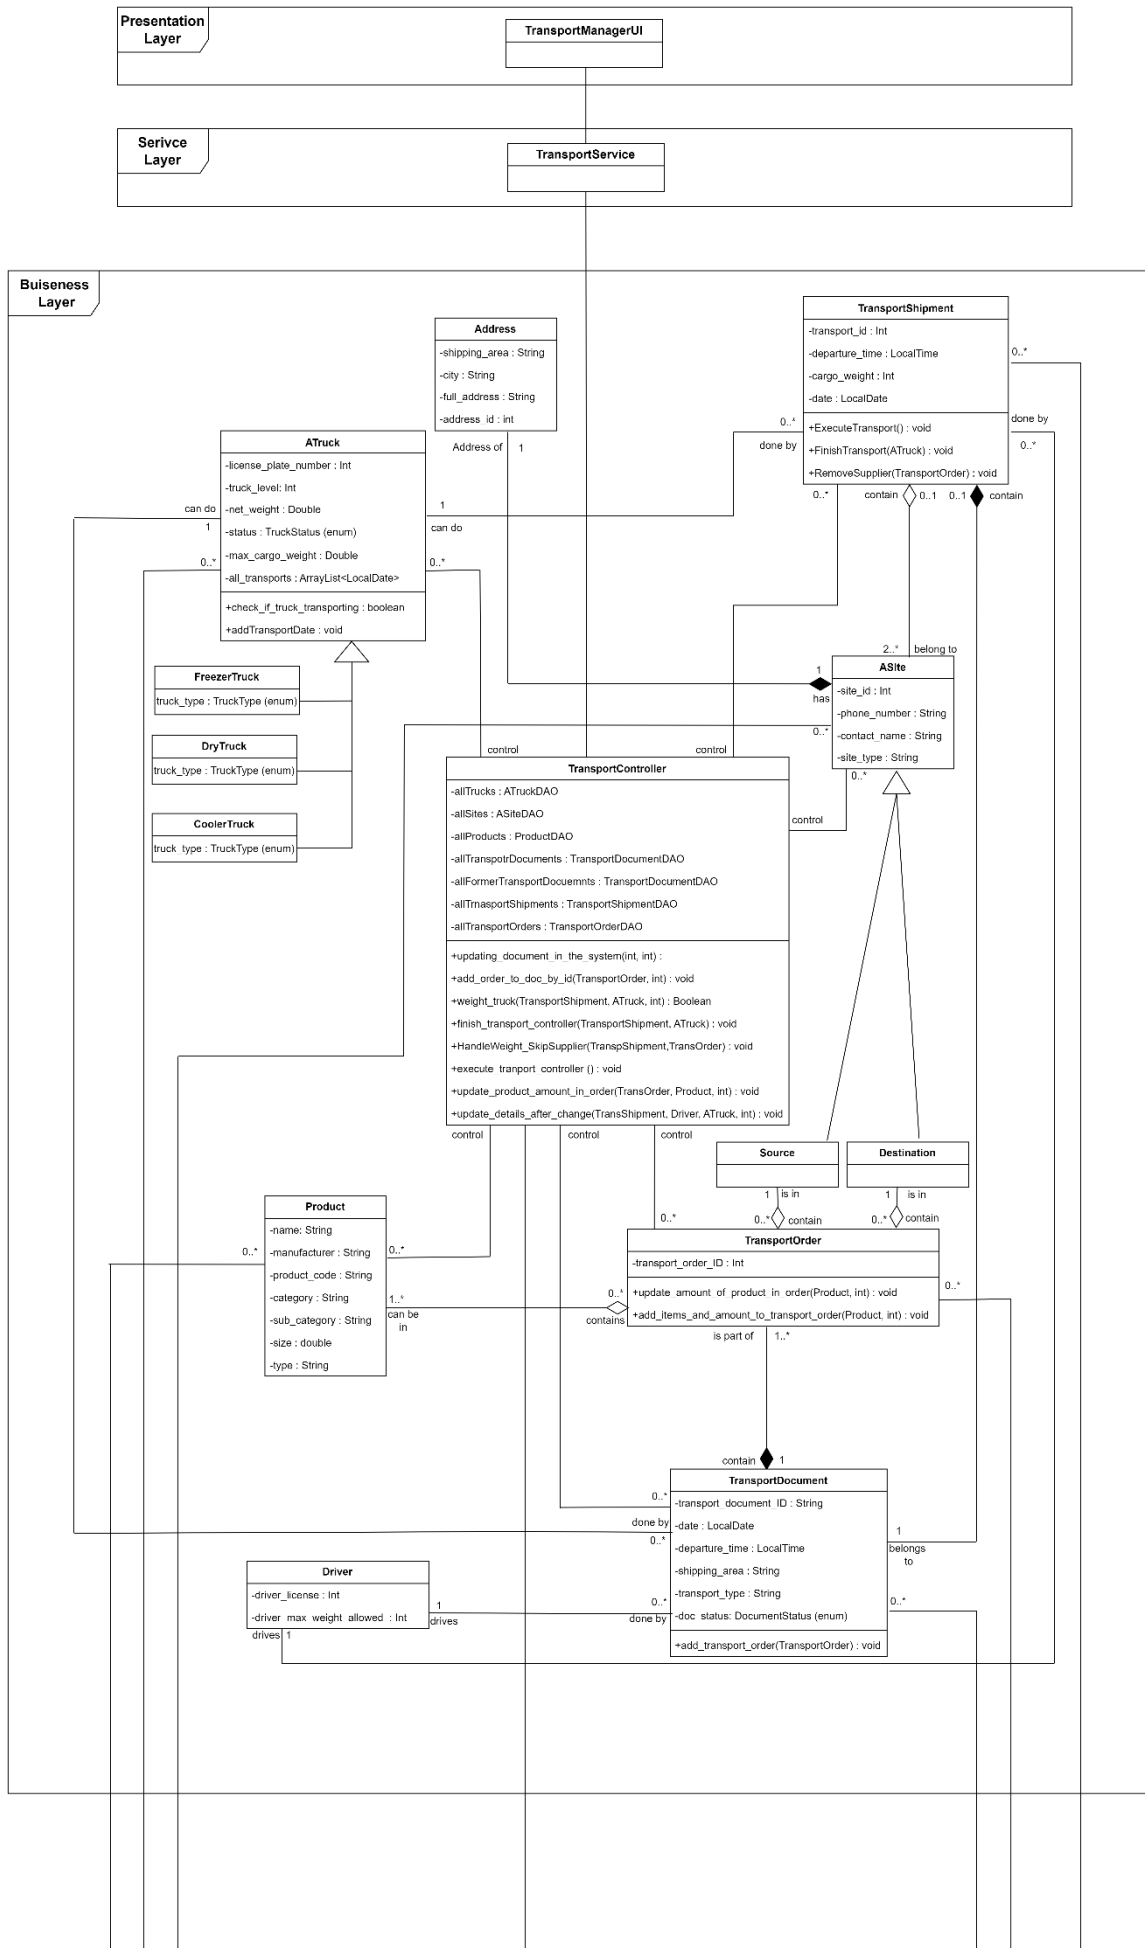 Presentation
Layer
TransportManagerUI
Serivce
Layer
TransportService
Buiseness
Layer
TransportShipment
-transport_id : Int
-departure_time : LocalTime
-cargo_weight : Int
-date : LocalDate
+ExecuteTransport() : void
+FinishTransport(ATruck) : void
+RemoveSupplier(TransportOrder) : void
0..*
done by
0..*
0..*
done by
0..*
contain
0..1
0..1
contain
Address
-shipping_area : String
-city : String
-full_address : String
-address_id : int
Address of
1
ATruck
-license_plate_number : Int
-truck_level: Int
-net_weight : Double
-status : TruckStatus (enum)
-max_cargo_weight : Double
-all_transports : ArrayList<LocalDate>
+check_if_truck_transporting : boolean
+addTransportDate : void
can do
1
0..*
1
can do
0..*
FreezerTruck
truck_type : TruckType (enum)
DryTruck
truck_type : TruckType (enum)
CoolerTruck
truck_type : TruckType (enum)
2..*
belong to
ASite
-site_id : Int
-phone_number : String
-contact_name : String
-site_type : String
1
has
0..*
0..*
control
control
control
TransportController
-allTrucks : ATruckDAO
-allSites : ASiteDAO
-allProducts : ProductDAO
-allTranspotrDocuments : TransportDocumentDAO
-allFormerTransportDocuemnts : TransportDocumentDAO
-allTrnasportShipments : TransportShipmentDAO
-allTransportOrders : TransportOrderDAO
+updating_document_in_the_system(int, int) :
+add_order_to_doc_by_id(TransportOrder, int) : void
+weight_truck(TransportShipment, ATruck, int) : Boolean
+finish_transport_controller(TransportShipment, ATruck) : void
+HandleWeight_SkipSupplier(TranspShipment,TransOrder) : void
+execute_tranport_controller () : void
+update_product_amount_in_order(TransOrder, Product, int) : void
+update_details_after_change(TransShipment, Driver, ATruck, int) : void
control
control
control
Source
Destination
1
is in
0..*
contain
1
is in
0..*
contain
Product
-name: String
-manufacturer : String
-product_code : String
-category : String
-sub_category : String
-size : double
-type : String
0..*
0..*
1..*
can be
in
0..*
TransportOrder
-transport_order_ID : Int
+update_amount_of_product_in_order(Product, int) : void
+add_items_and_amount_to_transport_order(Product, int) : void
0..*
contains
0..*
is part of
1..*
contain
1
TransportDocument
-transport_document_ID : String
-date : LocalDate
-departure_time : LocalTime
-shipping_area : String
-transport_type : String
-doc_status: DocumentStatus (enum)
+add_transport_order(TransportOrder) : void
0..*
done by
0..*
1
belongs
to
0..*
0..*
done by
Driver
-driver_license : Int
-driver_max_weight_allowed : Int
1
drives
drives
1